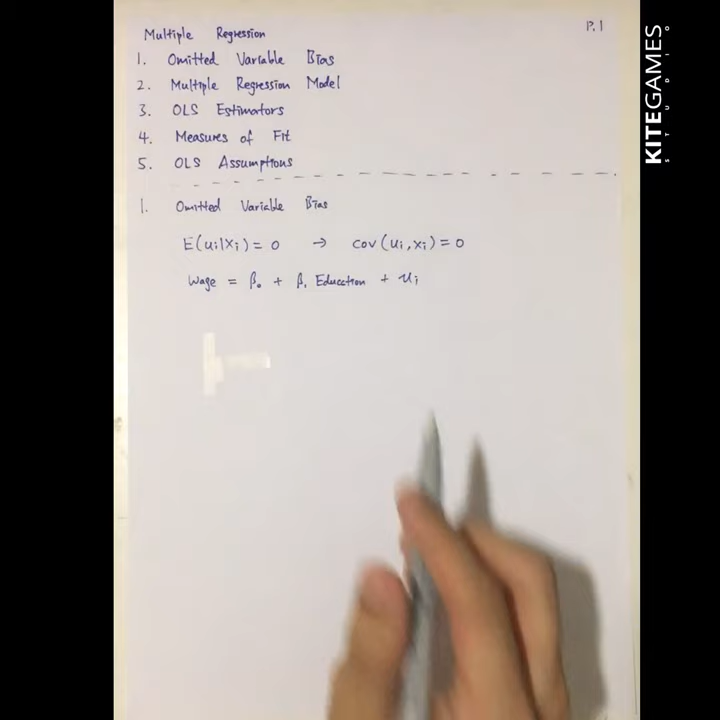 P.1
Multiple Regression
1. Omitted Variable Bias
2. Multiple Regression Model
3. OLS Estimators
4. Measures of Fit
5. OLS Assumptions
1. Omitted Variable Bias
E(ui|Xi) = 0 → cov(ui, xi) = 0
Wage = β0 + β1 Education + ui
KITEGAMES
STUDIO